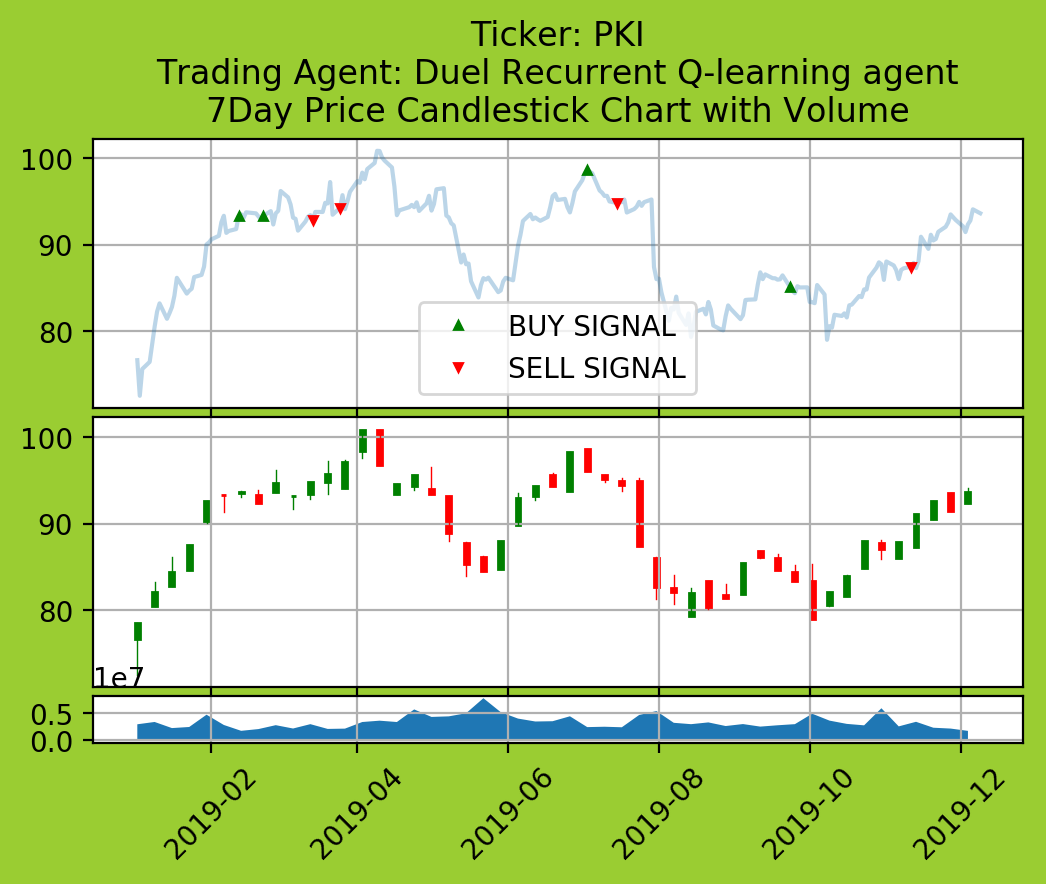 Ticker: PKI
Trading Agent: Duel Recurrent Q-learning agent
7Day Price Candlestick Chart with Volume
100
90
80
BUY SIGNAL
SELL SIGNAL
100
90
80
1e7
0.5
0.0
2019-02
2019-04
2019-06
2019-08
2019-10
2019-12